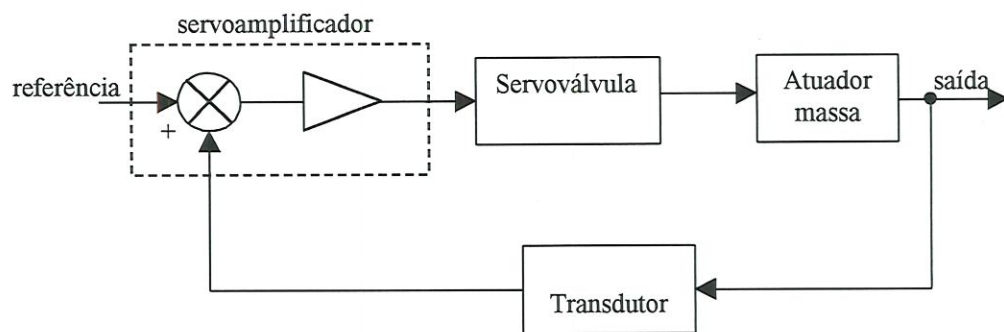 servoamplificador
referência
+
Servoválvula
Atuador
massa
saída
Transdutor